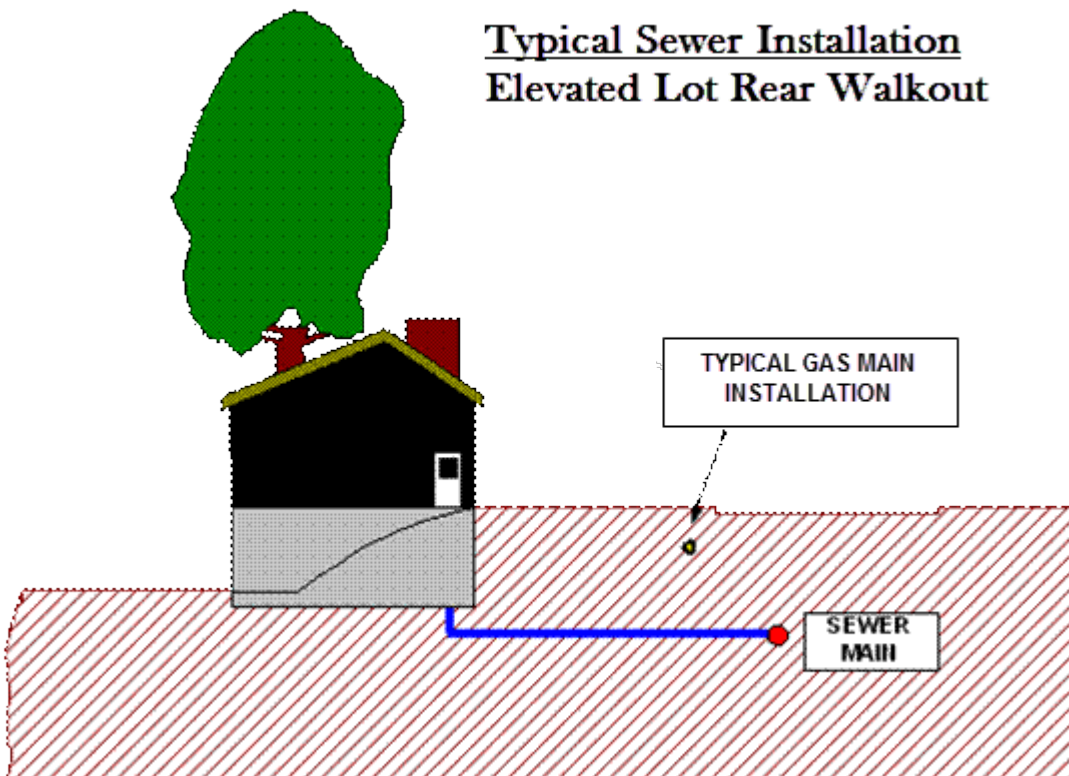 Typical Sewer Installation
Elevated Lot Rear Walkout
TYPICAL GAS MAIN
INSTALLATION
SEWER
MAIN